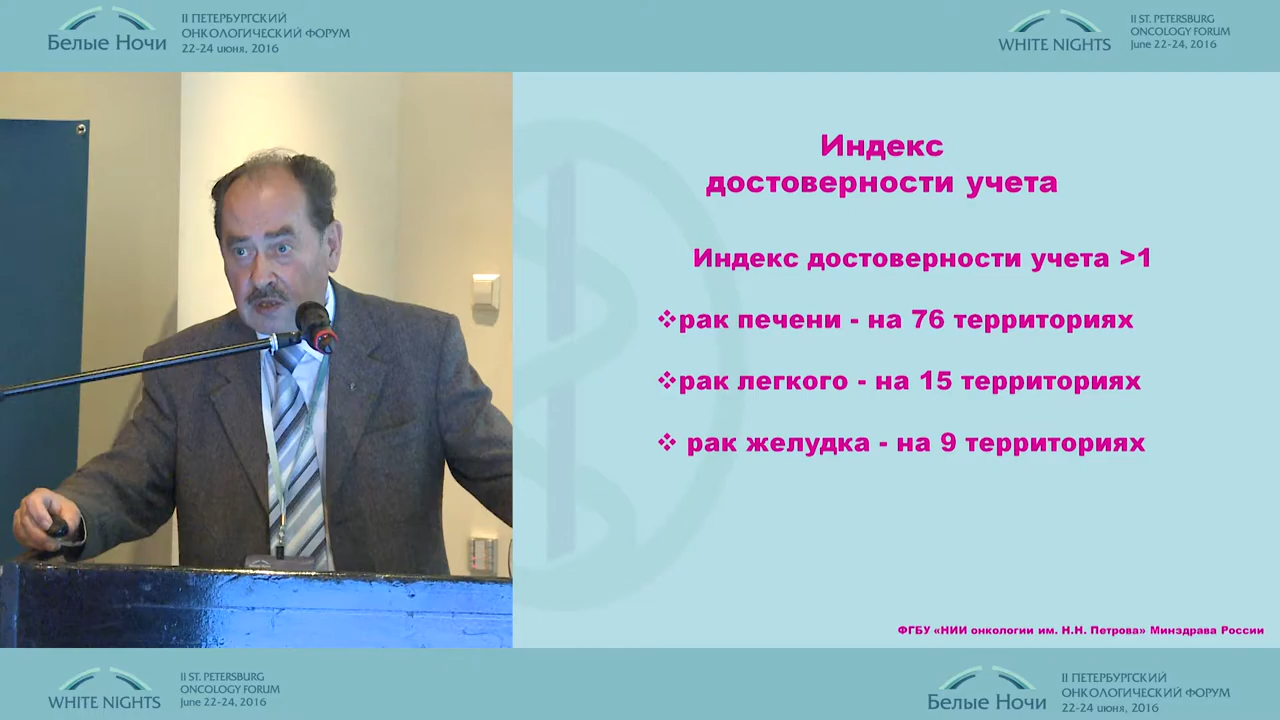 Белые Ночи
II ПЕТЕРБУРГСКИЙ
ОНКОЛОГИЧЕСКИЙ ФОРУМ
22-24 июня, 2016
WHITE NIGHTS
II ST. PETERSBURG
ONCOLOGY FORUM
June 22-24, 2016
Индекс
достоверности учета
Индекс достоверности учета >1
❖рак печени - на 76 территориях
❖рак легкого - на 15 территориях
❖ рак желудка - на 9 территориях
ФГБУ «НИИ онкологии им. Н.Н. Петрова» Минздрава России
WHITE NIGHTS
II ST. PETERSBURG
ONCOLOGY FORUM
June 22-24, 2016
Белые Ночи
II ПЕТЕРБУРГСКИЙ
ОНКОЛОГИЧЕСКИЙ ФОРУМ
22-24 июня, 2016